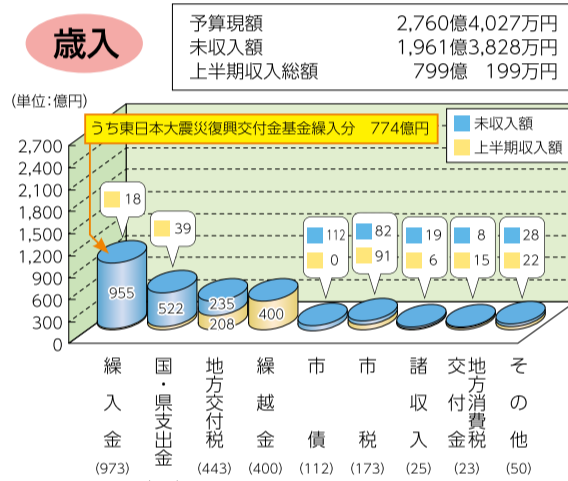 歳入
予算現額 2,760億4,027万円
未収入額 1,961億3,828万円
上半期収入総額 799億 199万円
(単位:億円)
うち東日本大震災復興交付金基金繰入分 774億円
未収入額
上半期収入額
2,700
2,400
2,100
1,800
1,500
1,200
900
600
300
0
18
955
39
522
235
208
400
112
0
82
91
19
6
8
15
28
22
繰入金
国・県支出金
地方交付税
繰越金
市債
市税
諸収入
地方消費税
交付金
その他
(973)
(443)
(400)
(112)
(173)
(25)
(23)
(50)